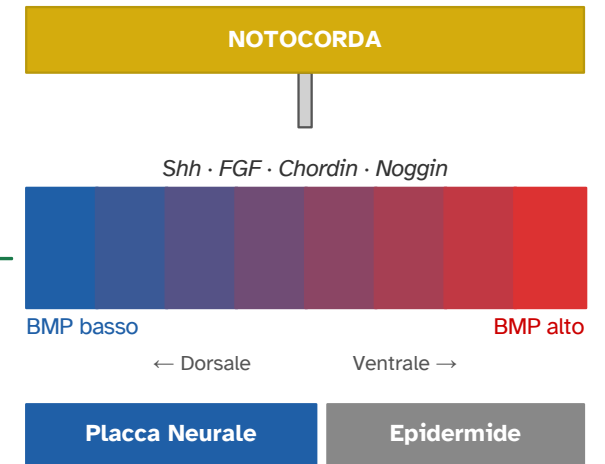 NOTOCORDA
Shh · FGF · Chordin · Noggin
BMP basso BMP alto
← Dorsale Ventrale →
Placca Neurale Epidermide